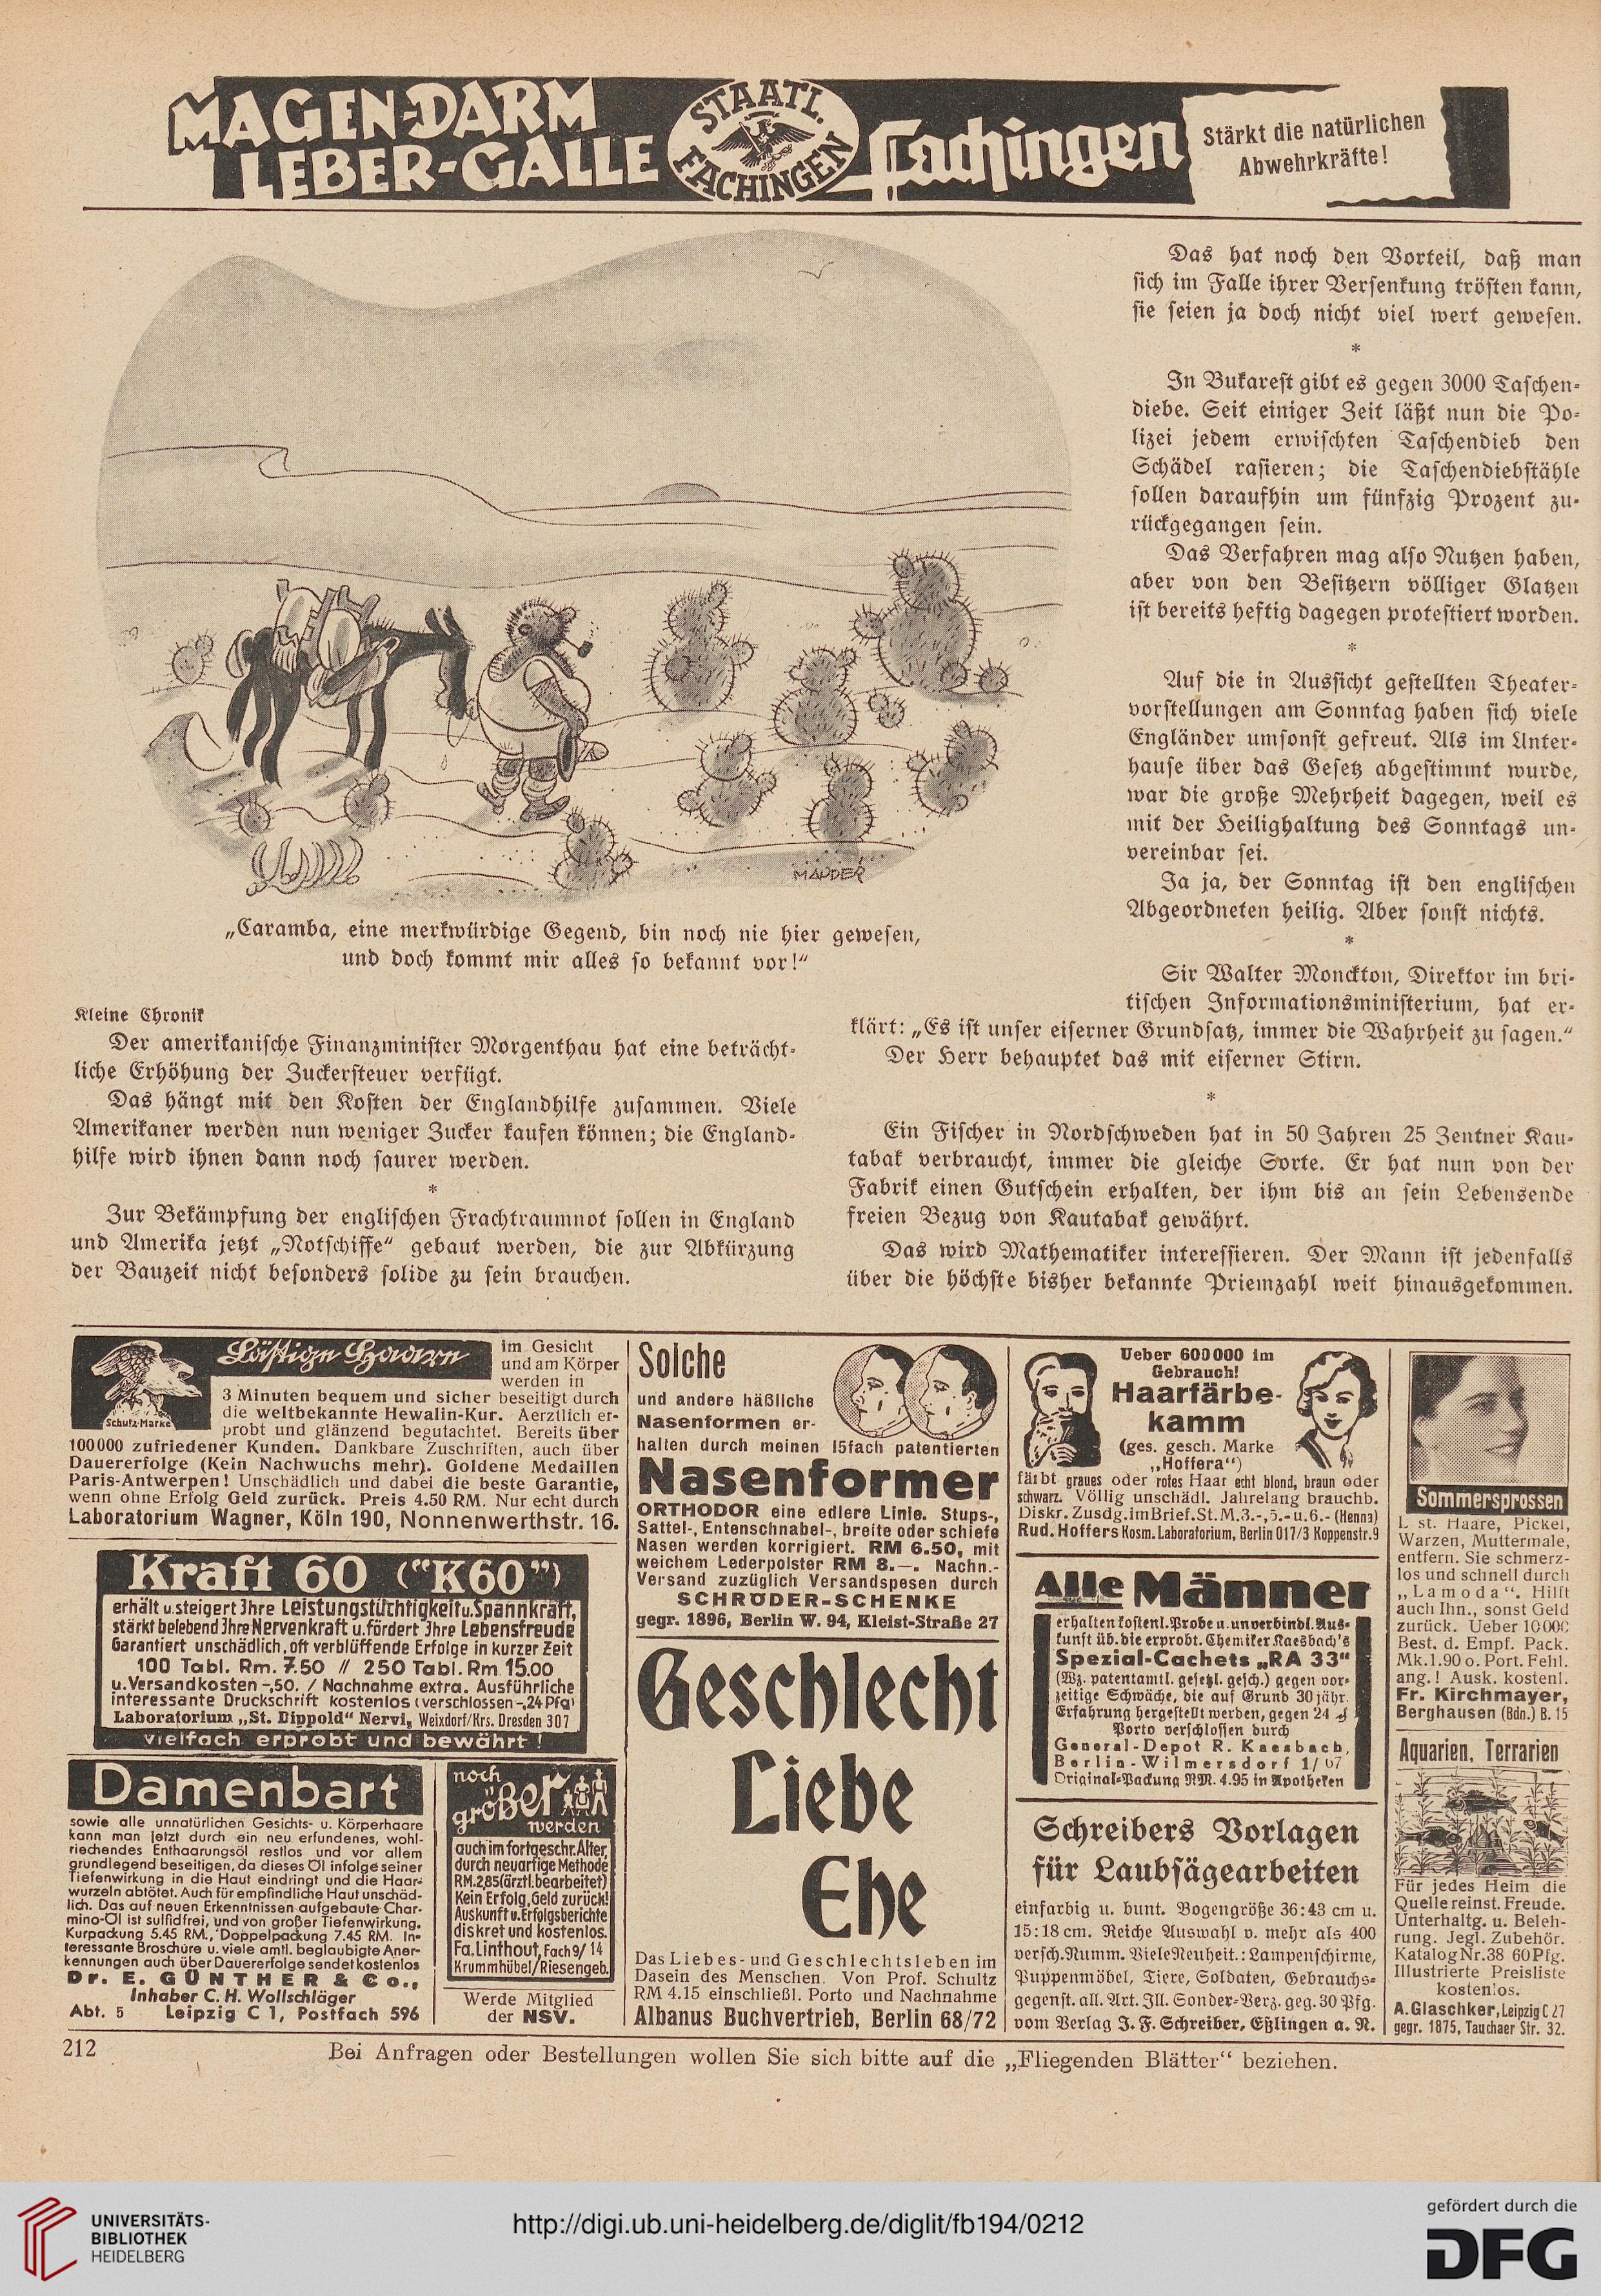 MAGEN-DARM
LEBER-GALLE
STAATL.
FACHINGEN
Fachingen
Stärkt die natürlichen
Abwehrkräfte!
MAUDER
„Caramba, eine merkwürdige Gegend, bin noch nie hier gewesen,
und doch kommt mir alles so bekannt vor!“
Kleine Chronik
Der amerikanische Finanzminister Morgenthau hat eine beträcht-
liche Erhöhung der Zuckersteuer verfügt.
Das hängt mit den Kosten der Englandhilfe zusammen. Viele
Amerikaner werden nun weniger Zucker kaufen können; die England-
hilfe wird ihnen dann noch saurer werden.
*
Zur Bekämpfung der englischen Frachtraumnot sollen in England
und Amerika jetzt „Notschiffe“ gebaut werden, die zur Abkürzung
der Bauzeit nicht besonders solide zu sein brauchen.
Das hat noch den Vorteil, daß man
sich im Falle ihrer Versenkung trösten kann,
sie seien ja doch nicht viel wert gewesen.
*
In Bukarest gibt es gegen 3000 Taschen-
diebe. Seit einiger Zeit läßt nun die Po-
lizei jedem erwischten Taschendieb den
Schädel rasieren; die Taschendiebstähle
sollen daraufhin um fünfzig Prozent zu-
rückgegangen sein.
Das Verfahren mag also Nutzen haben,
aber von den Besitzern völliger Glatzen
ist bereits heftig dagegen protestiert worden.
*
Auf die in Aussicht gestellten Theater-
vorstellungen am Sonntag haben sich viele
Engländer umsonst gefreut. Als im Unter-
hause über das Gesetz abgestimmt wurde,
war die große Mehrheit dagegen, weil es
mit der Heilighaltung des Sonntags un-
vereinbar sei.
Ja ja, der Sonntag ist den englischen
Abgeordneten heilig. Aber sonst nichts.
*
Sir Walter Monckton, Direktor im bri-
tischen Informationsministerium, hat er-
klärt: „Es ist unser eiserner Grundsatz, immer die Wahrheit zu sagen.“
Der Herr behauptet das mit eiserner Stirn.
*
Ein Fischer in Nordschweden hat in 50 Jahren 25 Zentner Kau-
tabak verbraucht, immer die gleiche Sorte. Er hat nun von der
Fabrik einen Gutschein erhalten, der ihm bis an sein Lebensende
freien Bezug von Kautabak gewährt.
Das wird Mathematiker interessieren. Der Mann ist jedenfalls
über die höchste bisher bekannte Priemzahl weit hinausgekommen.
Schutz-Marke
Lästige Haare
im Gesicht
und am Körper
werden in
3 Minuten bequem und sicher beseitigt durch
die weltbekannte Hewalin-Kur. Aerztlich er-
probt und glänzend begutachtet. Bereits über
100000 zufriedener Kunden. Dankbare Zuschriften, auch über
Dauererfolge (Kein Nachwuchs mehr). Goldene Medaillen
Paris-Antwerpen! Unschädlich und dabei die beste Garantie,
wenn ohne Erfolg Geld zurück. Preis 4.50 RM. Nur echt durch
Laboratorium Wagner, Köln 190, Nonnenwerthstr. 16.
Kraft 60 („K60”)
erhält u. steigert Ihre Leistungstüchtigkeit u. Spannkraft,
stärkt belebend Ihre Nervenkraft u. fördert Ihre Lebensfreude
Garantiert unschädlich, oft verblüffende Erfolge in kurzer Zeit
100 Tabl. Rm. 7.50 // 250 Tabl. Rm. 15.00
u. Versandkosten -,50. / Nachnahme extra. Ausführliche
interessante Druckschrift kostenlos (verschlossen -,24 Pfg)
Laboratorium „St. Dippold“ Nervi, Weixdorf/Krs. Dresden 307
vielfach erprobt und bewährt!
Damenbart
sowie alle unnatürlichen Gesichts- u. Körperhaare
kann man jetzt durch ein neu erfundenes, wohl-
riechendes Enthaarungsöl restlos und vor allem
grundlegend beseitigen, da dieses Öl infolge seiner
Tiefenwirkung in die Haut eindringt und die Haar-
wurzeln abtötet. Auch für empfindliche Haut unschäd-
lich. Das auf neuen Erkenntnissen aufgebaute Char-
mino-Öl ist sulfidfrei, und von großer Tiefenwirkung.
Kurpackung 5.45 RM., Doppelpackung 7.45 RM. In-
teressante Broschüre u. viele amtl. beglaubigte Aner-
kennungen auch über Dauererfolge sendet kostenlos
Dr. E. GÜNTHER & Co.,
Inhaber C. H. Wollschläger
Abt. 5 Leipzig C 1, Postfach 596
noch
größer
werden
auch im fortgeschr. Alter,
durch neuartige Methode
RM. 2,85 (ärztl. bearbeitet)
Kein Erfolg, Geld zurück!
Auskunft u. Erfolgsberichte
diskret und kostenlos.
Fa. Linthout, Fach 9/14
Krummhübel/Riesengeb.
Werde Mitglied
der NSV.
Solche
und andere häßliche
Nasenformen er-
halten durch meinen 15fach patentierten
Nasenformer
ORTHODOR eine edlere Linie. Stups-,
Sattel-, Entenschnabel-, breite oder schiefe
Nasen werden korrigiert. RM 6.50, mit
weichem Lederpolster RM 8.—. Nachn.-
Versand zuzüglich Versandspesen durch
SCHRÖDER-SCHENKE
gegr. 1896, Berlin W. 94, Kleist-Straße 27
Geschlecht
Liebe
Ehe
Das Liebes- und Geschlechtsleben im
Dasein des Menschen. Von Prof. Schultz
RM 4.15 einschließl. Porto und Nachnahme
Albanus Buchvertrieb, Berlin 68/72
Ueber 600000 im
Gebrauch!
Haarfärbe-
kamm
(ges. gesch. Marke
„Hoffera“)
färbt graues oder rotes Haar echt blond, braun oder
schwarz. Völlig unschädl. Jahrelang brauchb.
Diskr. Zusdg. im Brief. St. M. 3.-, 5.- u. 6.- (Henna)
Rud. Hoffers Kosm. Laboratorium, Berlin O17/3 Koppenstr. 9
Alle Männer
erhalten kostenl. Probe u. unverbindl. Aus-
kunft üb. die erprobt. Chemiker Kaesbach's
Spezial-Cachets „RA 33“
(Wz. patentamtl. gesetzl. gesch.) gegen vor-
zeitige Schwäche, die auf Grund 30 jähr.
Erfahrung hergestellt werden, gegen 24 ₰
Porto verschlossen durch
General-Depot R. Kaesbach,
Berlin-Wilmersdorf 1/67
Original-Packung RM. 4.95 in Apotheken
Schreibers Vorlagen
für Laubsägearbeiten
einfarbig u. bunt. Bogengröße 36:43 cm u.
15:18 cm. Reiche Auswahl v. mehr als 400
versch. Numm. Viele Neuheit.: Lampenschirme,
Puppenmöbel, Tiere, Soldaten, Gebrauchs-
gegenst. all. Art. Ill. Sonder-Verz. geg. 30 Pfg.
vom Verlag J. F. Schreiber, Eßlingen a. N.
Sommersprossen
L. st. Haare, Pickel,
Warzen, Muttermale,
entfern. Sie schmerz-
los und schnell durch
„Lamoda“. Hilft
auch Ihn., sonst Geld
zurück. Ueber 10000
Best. d. Empf. Pack.
Mk. 1.90 o. Port. Fehl.
ang.! Ausk. kostenl.
Fr. Kirchmayer,
Berghausen (Bdn.) B. 15
Aquarien, Terrarien
Für jedes Heim die
Quelle reinst. Freude.
Unterhaltg. u. Beleh-
rung. Jegl. Zubehör.
Katalog Nr. 38 60 Pfg.
Illustrierte Preisliste
kostenlos.
A. Glaschker, Leipzig C 27
gegr. 1875, Tauchaer Str. 32.
212
Bei Anfragen oder Bestellungen wollen Sie sich bitte auf die „Fliegenden Blätter“ beziehen.
UNIVERSITÄTS-
BIBLIOTHEK
HEIDELBERG
http://digi.ub.uni-heidelberg.de/diglit/fb194/0212
gefördert durch die
DFG